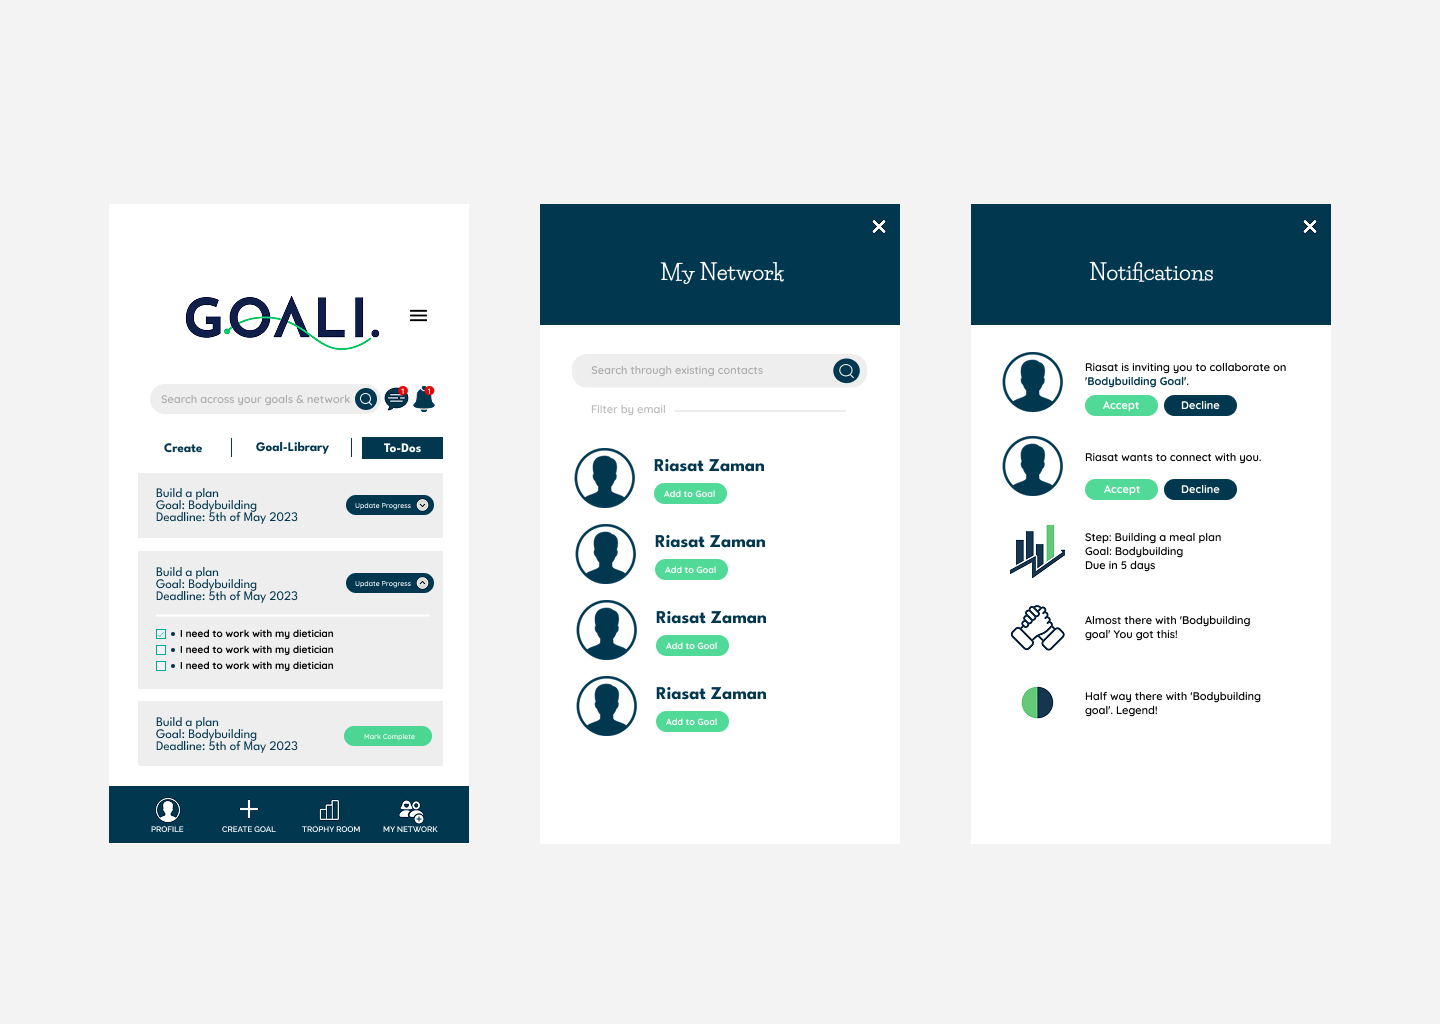 GOALI.
Search across your goals & network
1
1
Create
Goal-Library
To-Dos
Build a plan
Goal: Bodybuilding
Deadline: 5th of May 2023
Update Progress
Build a plan
Goal: Bodybuilding
Deadline: 5th of May 2023
Update Progress
• I need to work with my dietician
• I need to work with my dietician
• I need to work with my dietician
Build a plan
Goal: Bodybuilding
Deadline: 5th of May 2023
Mark Complete
PROFILE
CREATE GOAL
TROPHY ROOM
MY NETWORK
My Network
Search through existing contacts
Filter by email
Riasat Zaman
Add to Goal
Riasat Zaman
Add to Goal
Riasat Zaman
Add to Goal
Riasat Zaman
Add to Goal
Notifications
Riasat is inviting you to collaborate on
'Bodybuilding Goal'.
Accept
Decline
Riasat wants to connect with you.
Accept
Decline
Step: Building a meal plan
Goal: Bodybuilding
Due in 5 days
Almost there with 'Bodybuilding
goal' You got this!
Half way there with 'Bodybuilding
goal'. Legend!